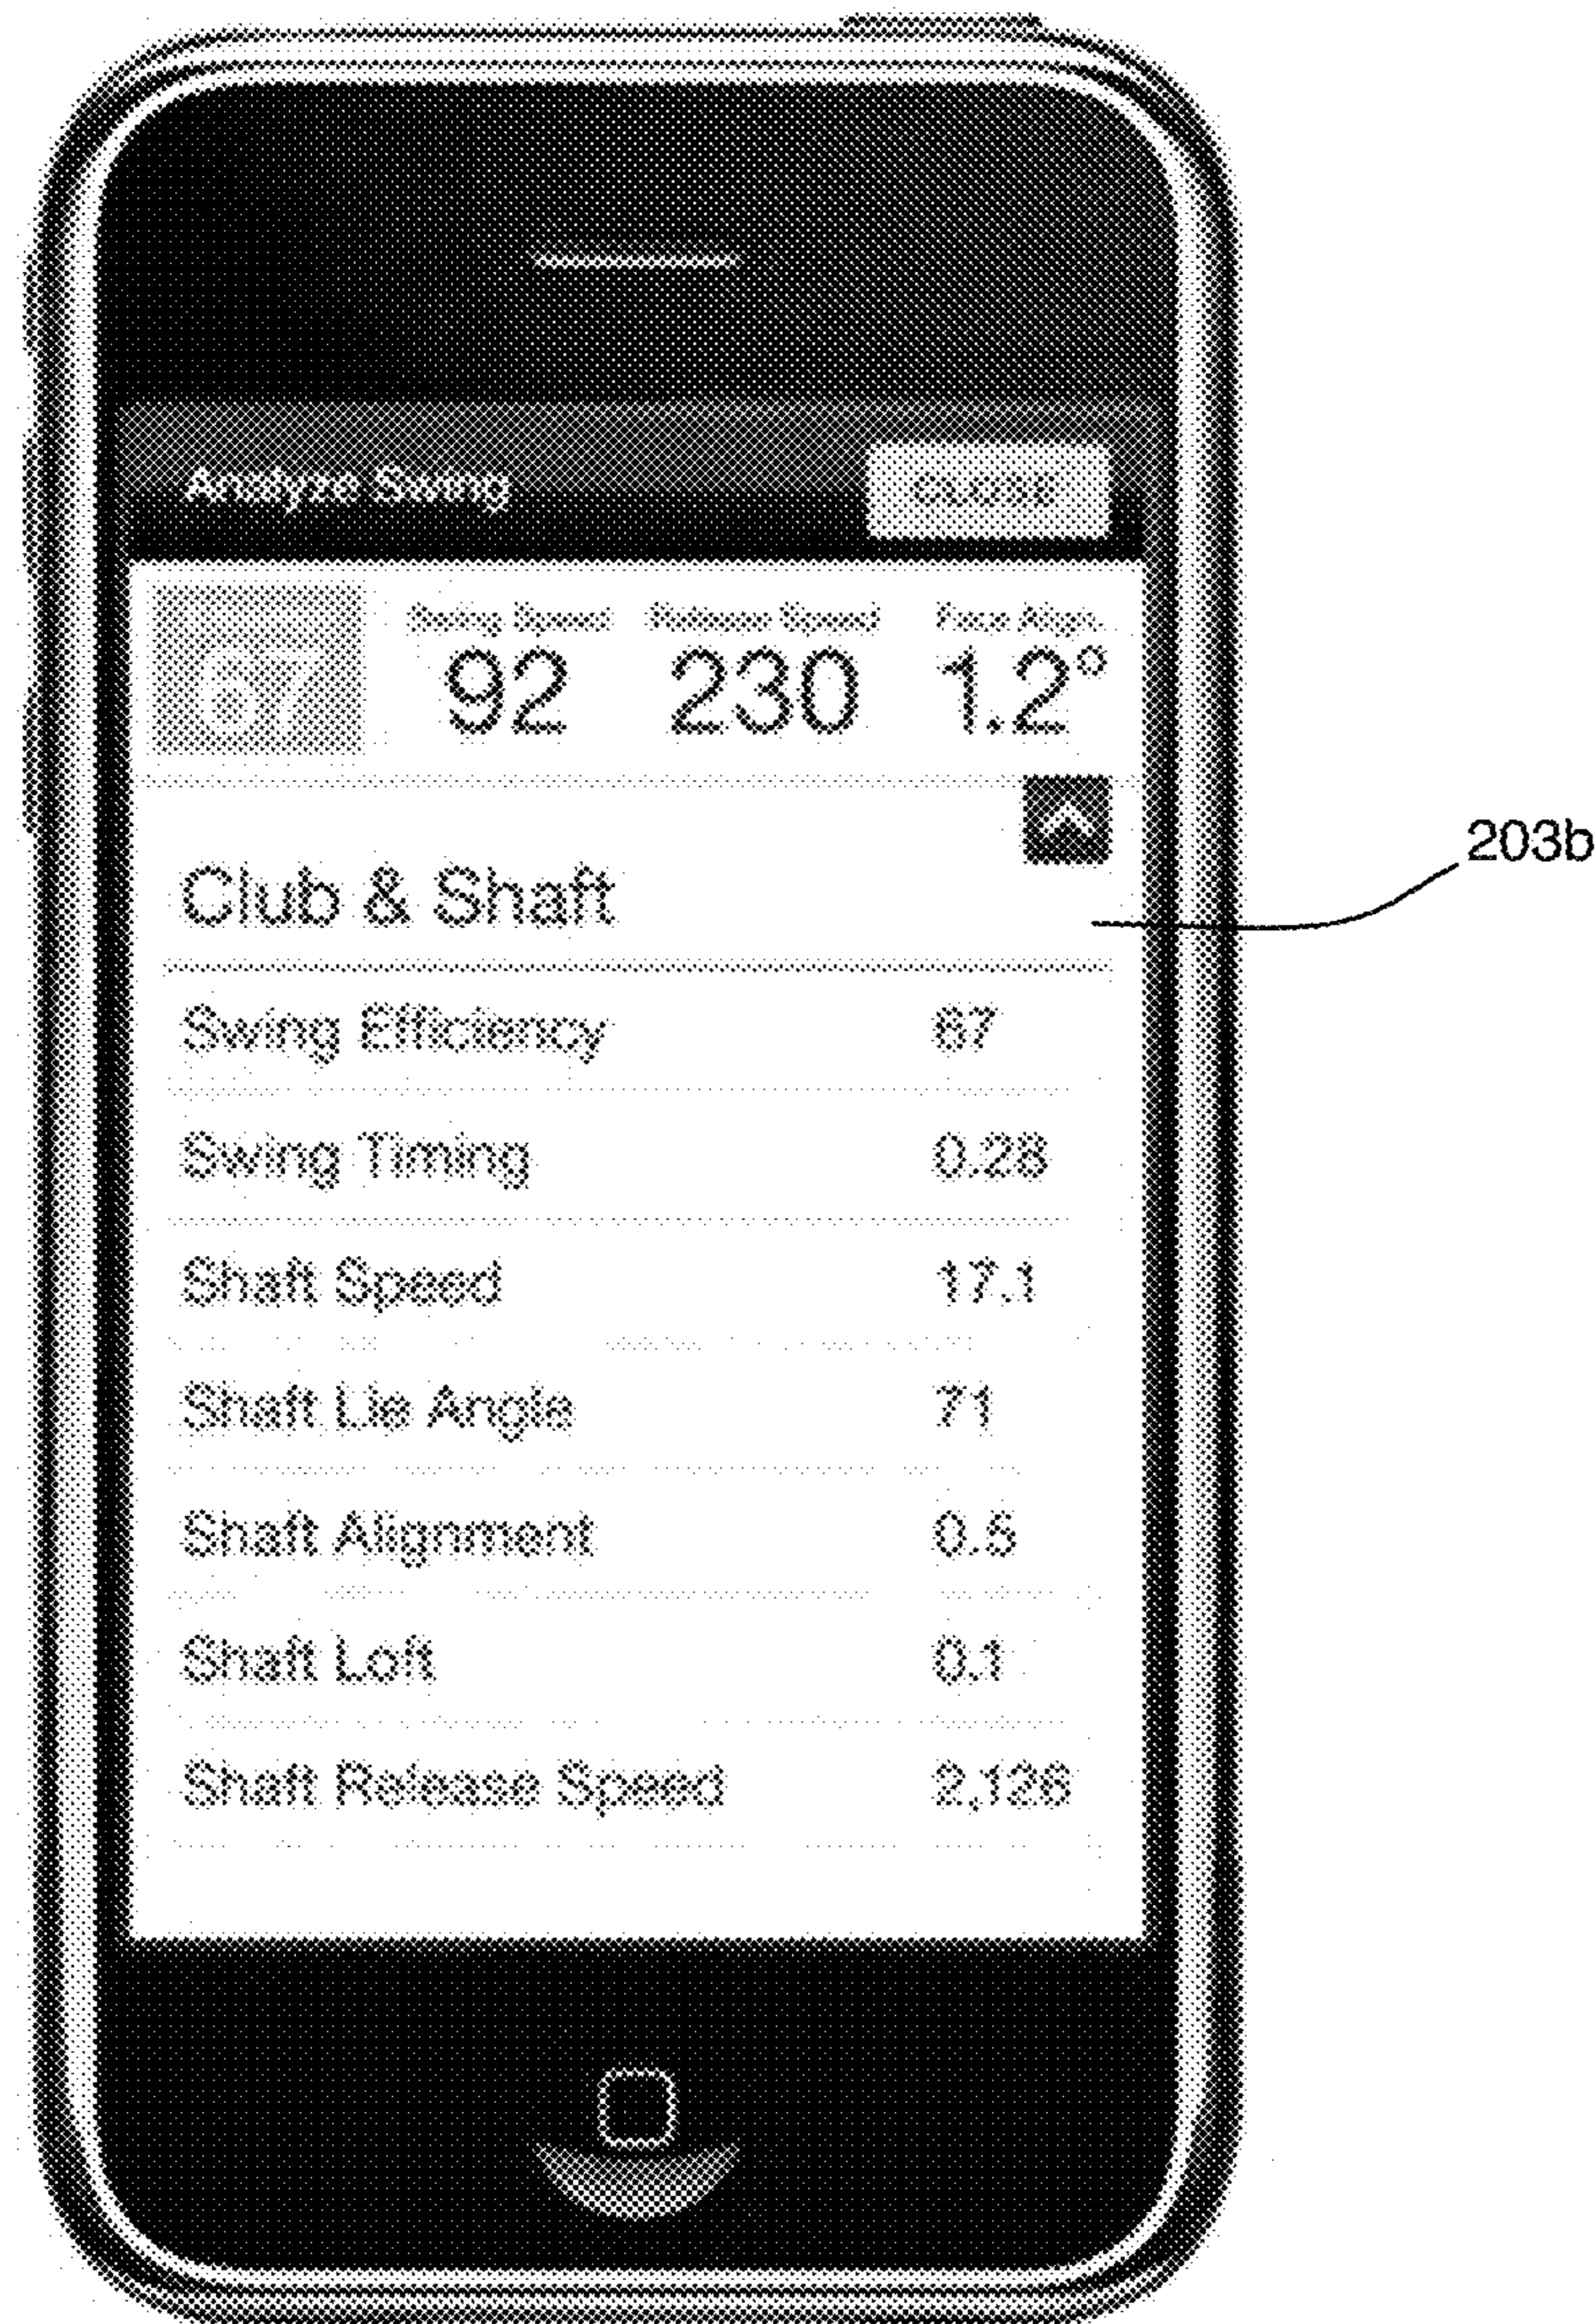 Analyze Swing CLOSE
Swing Speed Release Speed Face Align.
67 92 230 1.2°
203b
Club & Shaft
Swing Efficiency 67
Swing Timing 0.28
Shaft Speed 17.1
Shaft Lie Angle 71
Shaft Alignment 0.5
Shaft Loft 0.1
Shaft Release Speed 2,126